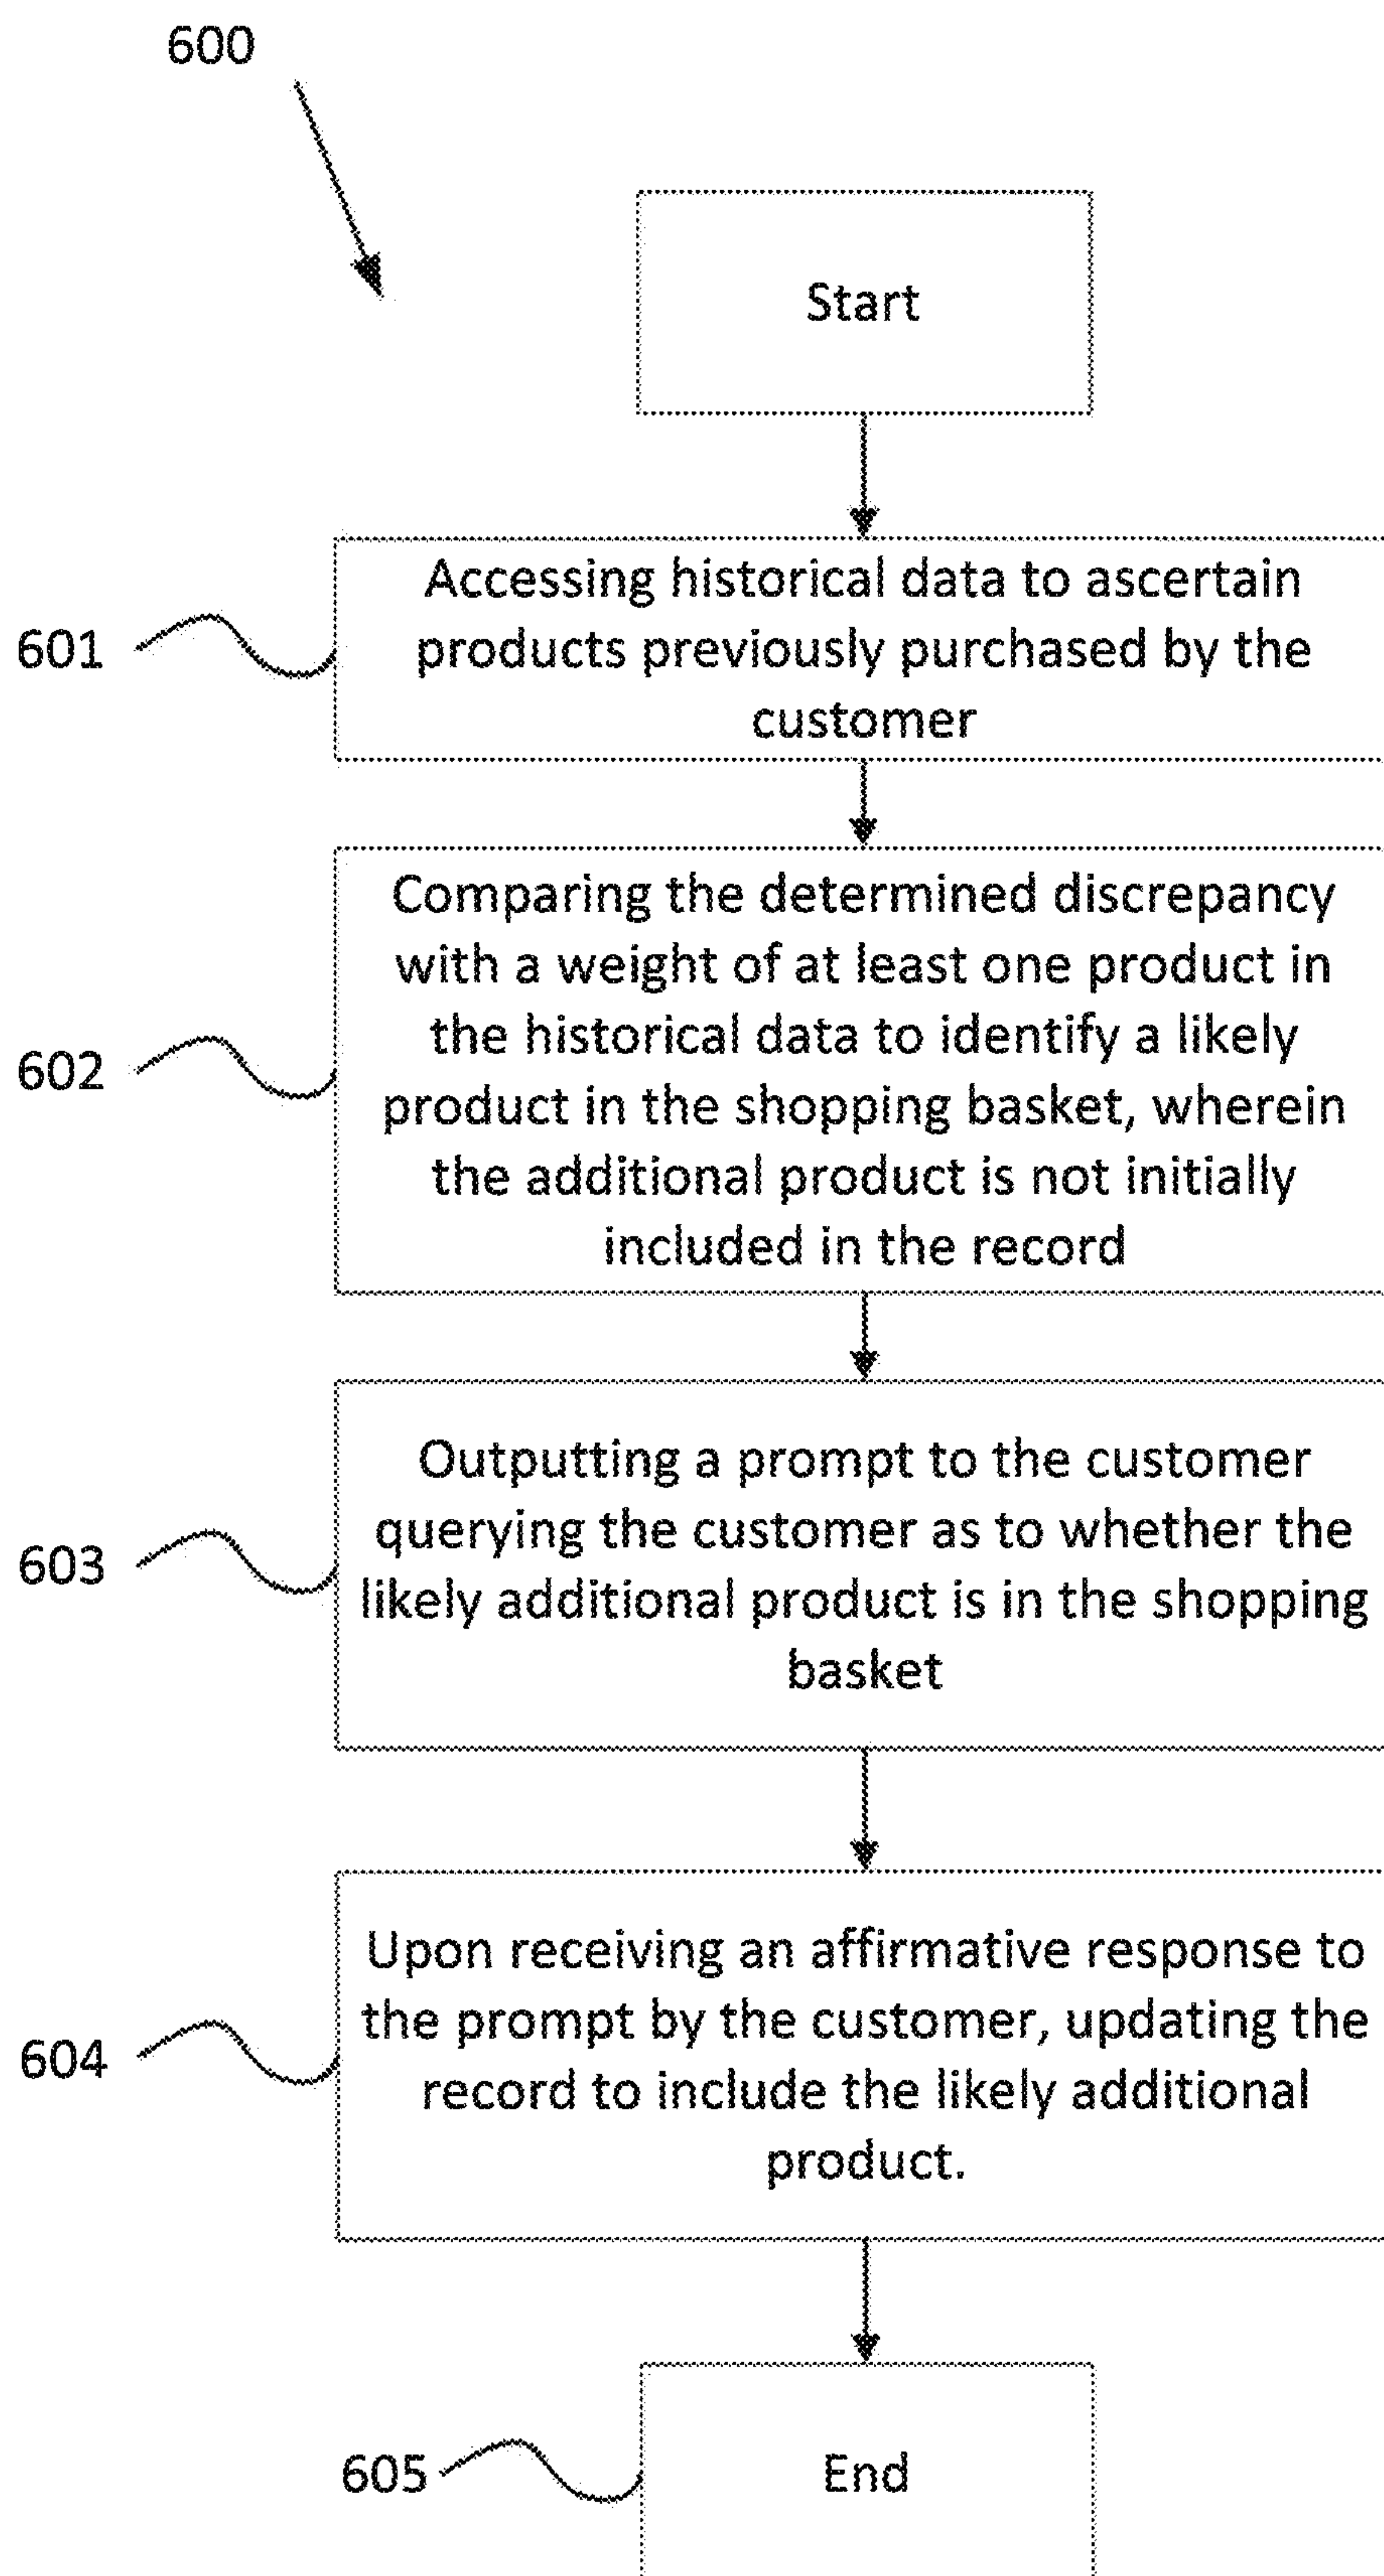 600
Start
601
Accessing historical data to ascertain
products previously purchased by the
customer
602
Comparing the determined discrepancy
with a weight of at least one product in
the historical data to identify a likely
product in the shopping basket, wherein
the additional product is not initially
included in the record
603
Outputting a prompt to the customer
querying the customer as to whether the
likely additional product is in the shopping
basket
604
Upon receiving an affirmative response to
the prompt by the customer, updating the
record to include the likely additional
product.
605
End